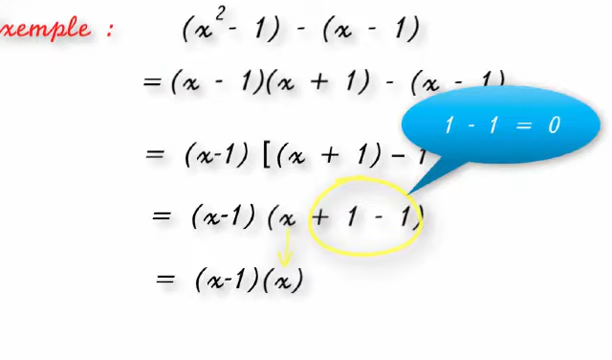 xemple : (x² - 1) - (x - 1)
= (x - 1)(x + 1) - (x - 1)
1 - 1 = 0
= (x-1) [(x + 1) - 1
= (x-1) (x + 1 - 1)
= (x-1)(x)